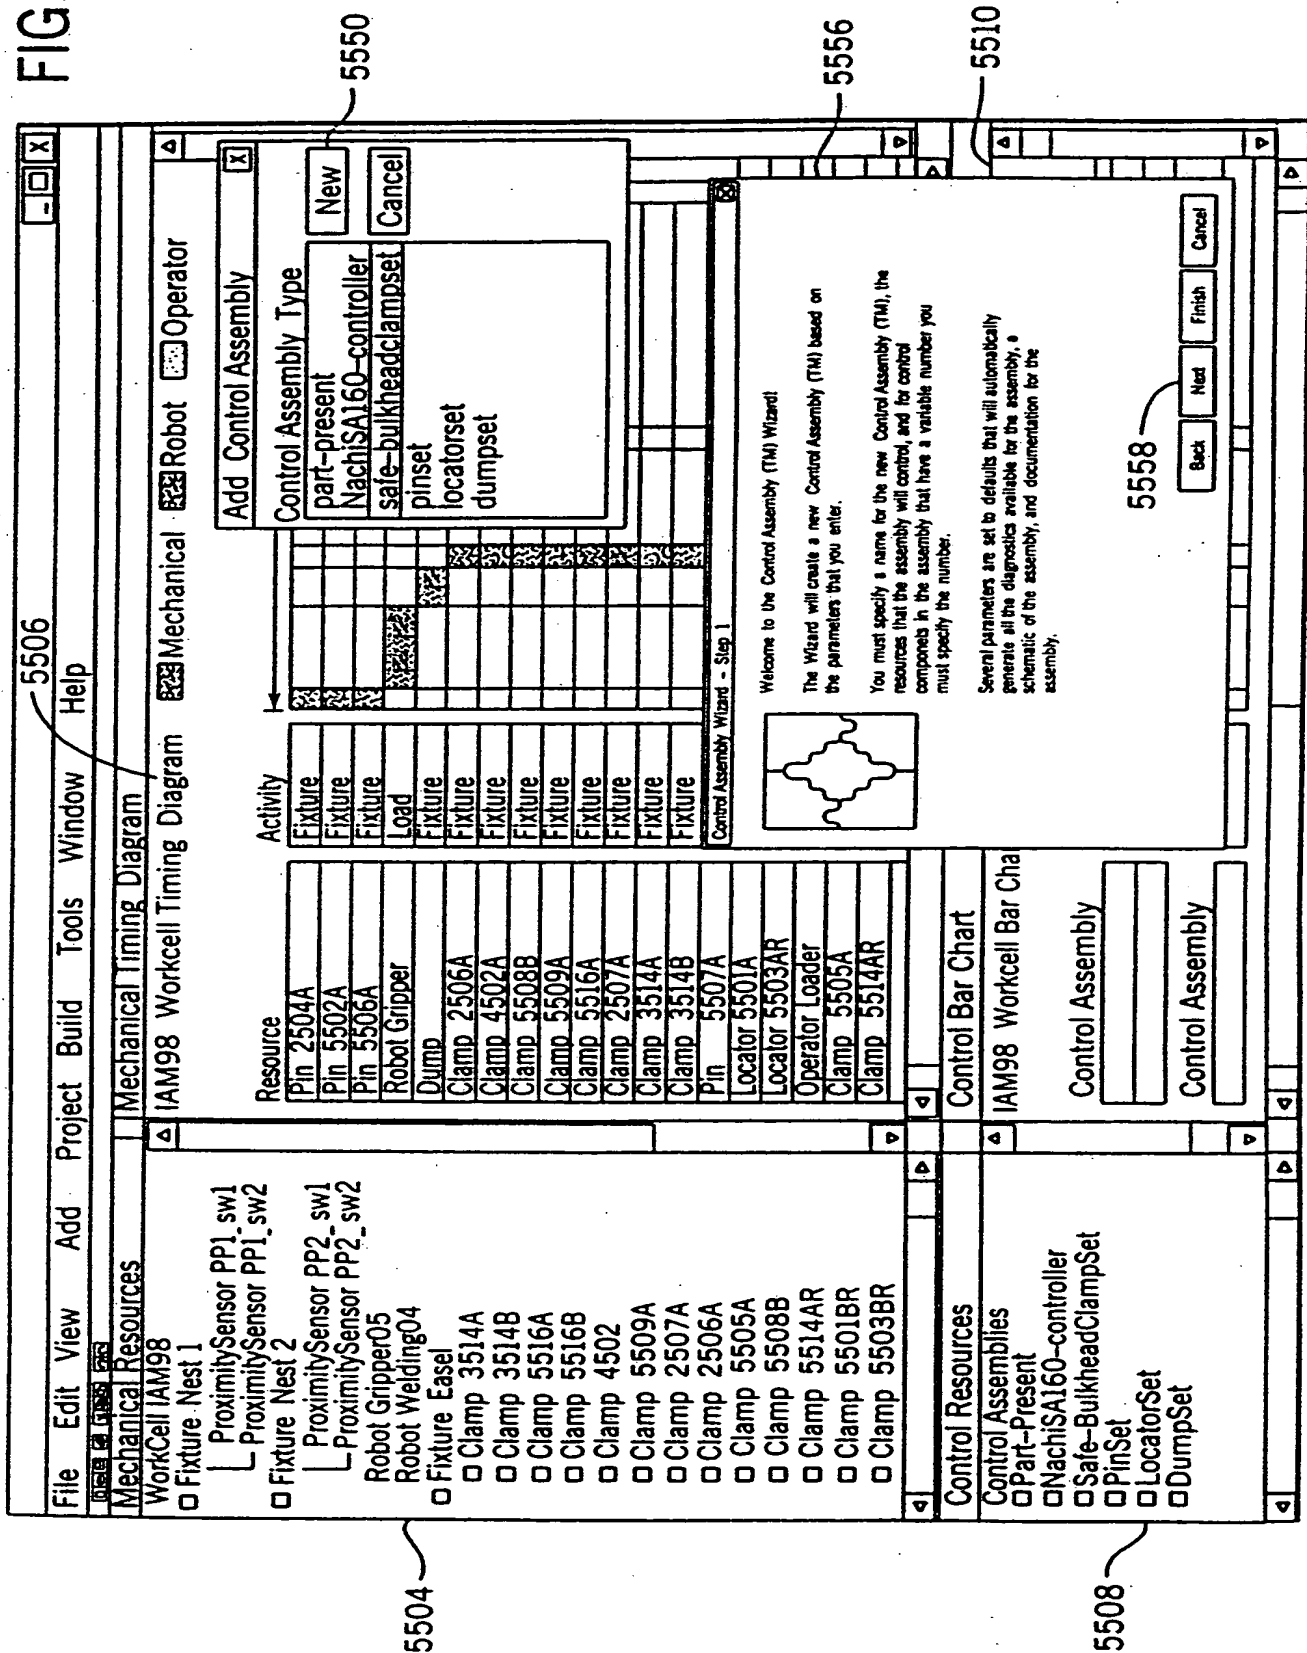 FIG
5506
File Edit View Add Project Build Tools Window Help
Mechanical Resources
WorkCell IAM98
Fixture Nest 1
ProximitySensor PP1_sw1
ProximitySensor PP1_sw2
Fixture Nest 2
ProximitySensor PP2_sw1
ProximitySensor PP2_sw2
Robot Gripper05
Robot Welding04
Fixture Easel
Clamp 3514A
Clamp 3514B
Clamp 5516A
Clamp 5516B
Clamp 4502
Clamp 5509A
Clamp 2507A
Clamp 2506A
Clamp 5505A
Clamp 5508B
Clamp 5514AR
Clamp 5501BR
Clamp 5503BR
5504
Mechanical Timing Diagram
IAM98 Workcell Timing Diagram Mechanical Robot Operator
Resource Activity
Pin 2504A Fixture
Pin 5502A Fixture
Pin 5506A Fixture
Robot Gripper Load
Dump Fixture
Clamp 2506A Fixture
Clamp 4502A Fixture
Clamp 5508B Fixture
Clamp 5509A Fixture
Clamp 5516A Fixture
Clamp 2507A Fixture
Clamp 3514A Fixture
Clamp 3514B Fixture
Pin 5507A
Locator 5501A
Locator 5503AR
Operator Loader
Clamp 5505A
Clamp 5514AR
Add Control Assembly
Control Assembly Type
part-present
NachiSA160-controller
safe-bulkheadclampset
pinset
locatorset
dumpset
New
Cancel
5550
Control Assembly Wizard - Step 1
Welcome to the Control Assembly (TM) Wizard!
The Wizard will create a new Control Assembly (TM) based on
the parameters that you enter.
You must specify a name for the new Control Assembly (TM), the
resources that the assembly will control, and for control
componets in the assembly that have a variable number you
must specify the number.
Several parameters are set to defaults that will automatically
generate all the diagnostics available for the assembly, a
schematic of the assembly, and documentation for the
assembly.
Back Next Finish Cancel
5556
5558
5510
Control Resources
Control Assemblies
Part-Present
NachiSA160-controller
Safe-BulkheadClampSet
PinSet
LocatorSet
DumpSet
5508
Control Bar Chart
IAM98 Workcell Bar Cha
Control Assembly
Control Assembly